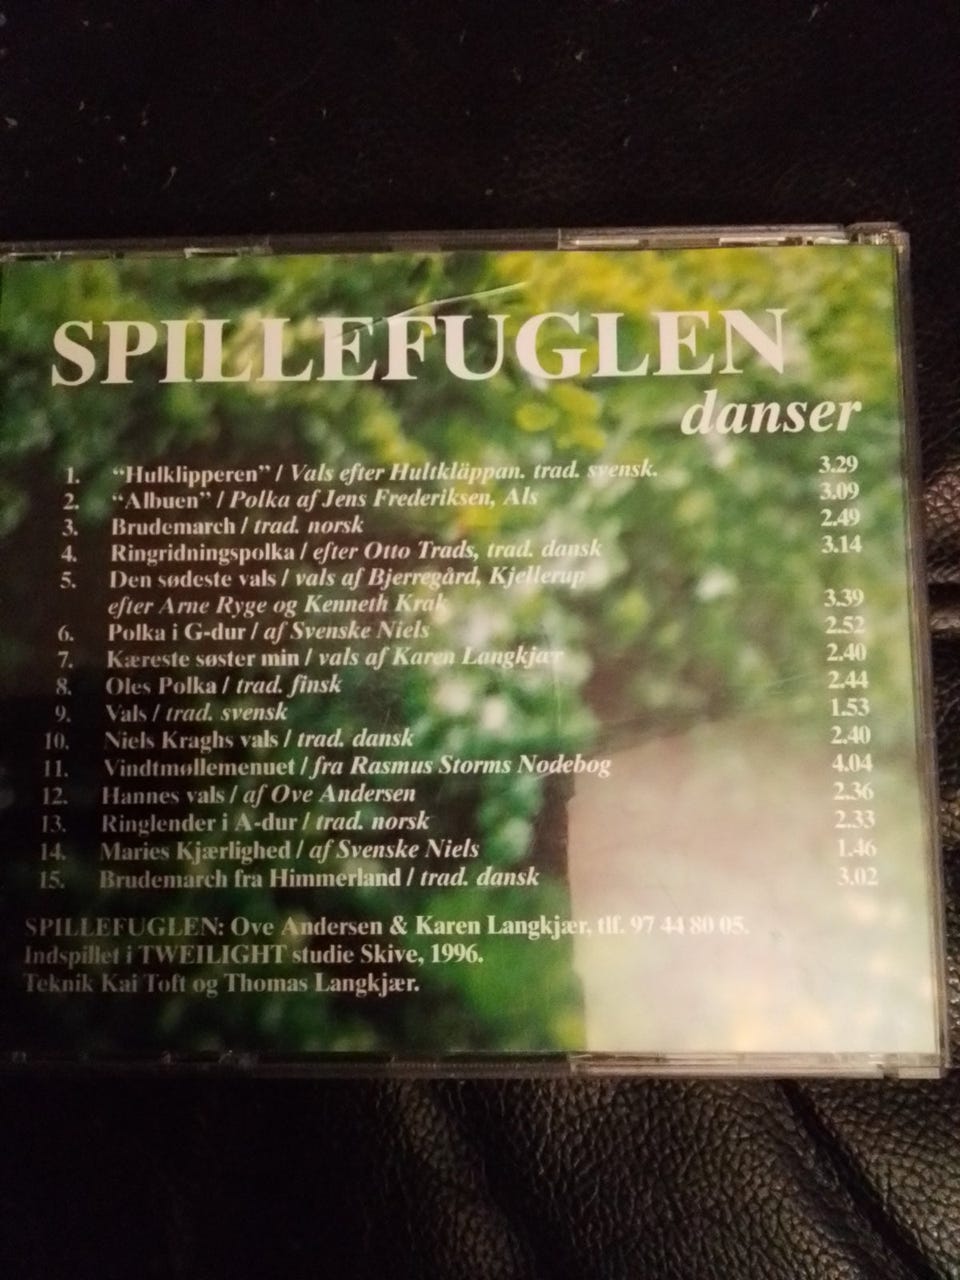 SPILLEFUGLEN
danser
1. "Hulklipperen" / Vals efter Hultkläppan. trad. svensk. 3.29
2. "Albuen" / Polka af Jens Frederiksen, Als 3.09
3. Brudemarch / trad. norsk 2.49
4. Ringridningspolka / efter Otto Trads, trad. dansk 3.14
5. Den sødeste vals / vals af Bjerregård, Kjellerup
efter Arne Ryge og Kenneth Krak 3.39
6. Polka i G-dur / af Svenske Niels 2.52
7. Kæreste søster min / vals af Karen Langkjær 2.40
8. Oles Polka / trad. finsk 2.44
9. Vals / trad. svensk 1.53
10. Niels Kraghs vals / trad. dansk 2.40
11. Vindtmøllemenuet / fra Rasmus Storms Nodebog 4.04
12. Hannes vals / af Ove Andersen 2.36
13. Ringlender i A-dur / trad. norsk 2.33
14. Maries Kjærlighed / af Svenske Niels 1.46
15. Brudemarch fra Himmerland / trad. dansk 3.02
SPILLEFUGLEN: Ove Andersen & Karen Langkjær, tlf. 97 44 80 05.
Indspillet i TWEILIGHT studie Skive, 1996.
Teknik Kai Toft og Thomas Langkjær.